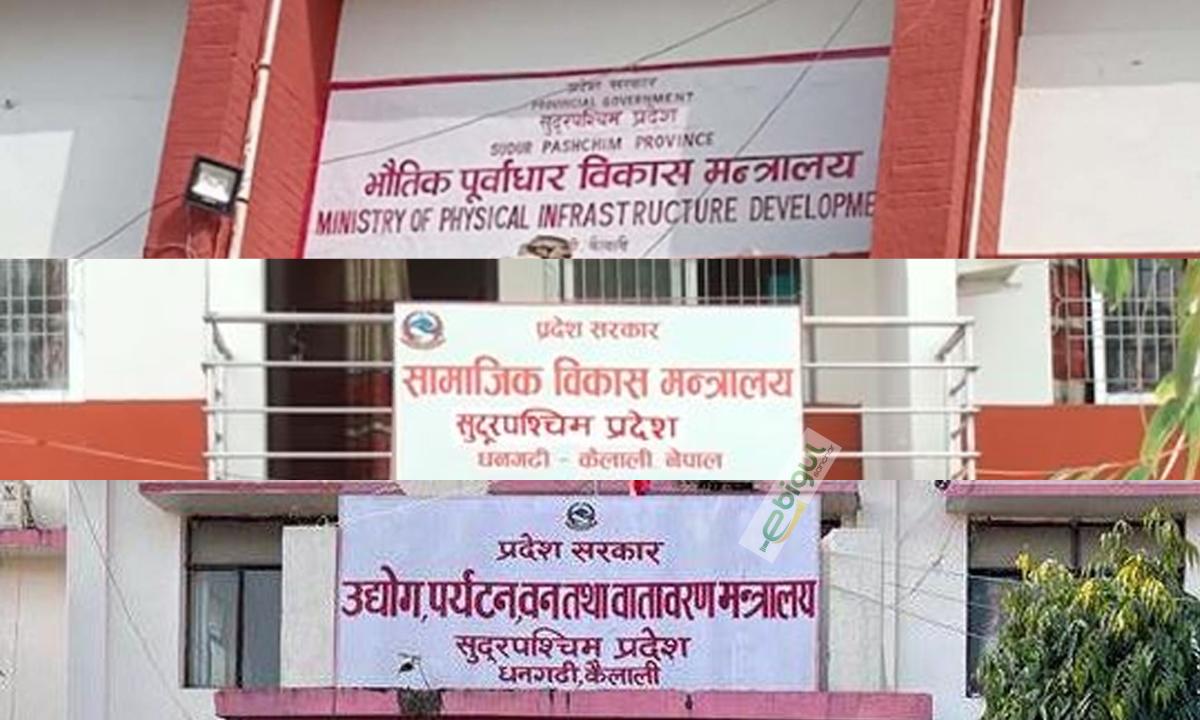 प्रदेश सरकार
PROVINCIAL GOVERNMENT
सुदूरपश्चिम प्रदेश
SUDUR PASHCHIM PROVINCE
भौतिक पूर्वाधार विकास मन्त्रालय
MINISTRY OF PHYSICAL INFRASTRUCTURE DEVELOPME
कैलाली
प्रदेश सरकार
सामाजिक विकास मन्त्रालय
सुदूरपश्चिम प्रदेश
धनगढी - कैलाली नेपाल
ebigul
प्रदेश सरकार
उद्योग,पर्यटन,वन तथा वातावरण मन्त्रालय
सुदूरपश्चिम प्रदेश
धनगढी,कैलाली